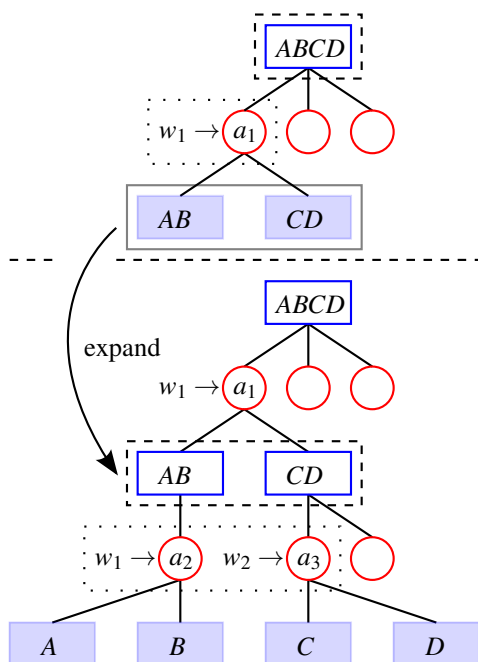 ABCD
w₁ → a₁
AB CD
ABCD
expand
w₁ → a₁
AB CD
w₁ → a₂ w₂ → a₃
A B C D